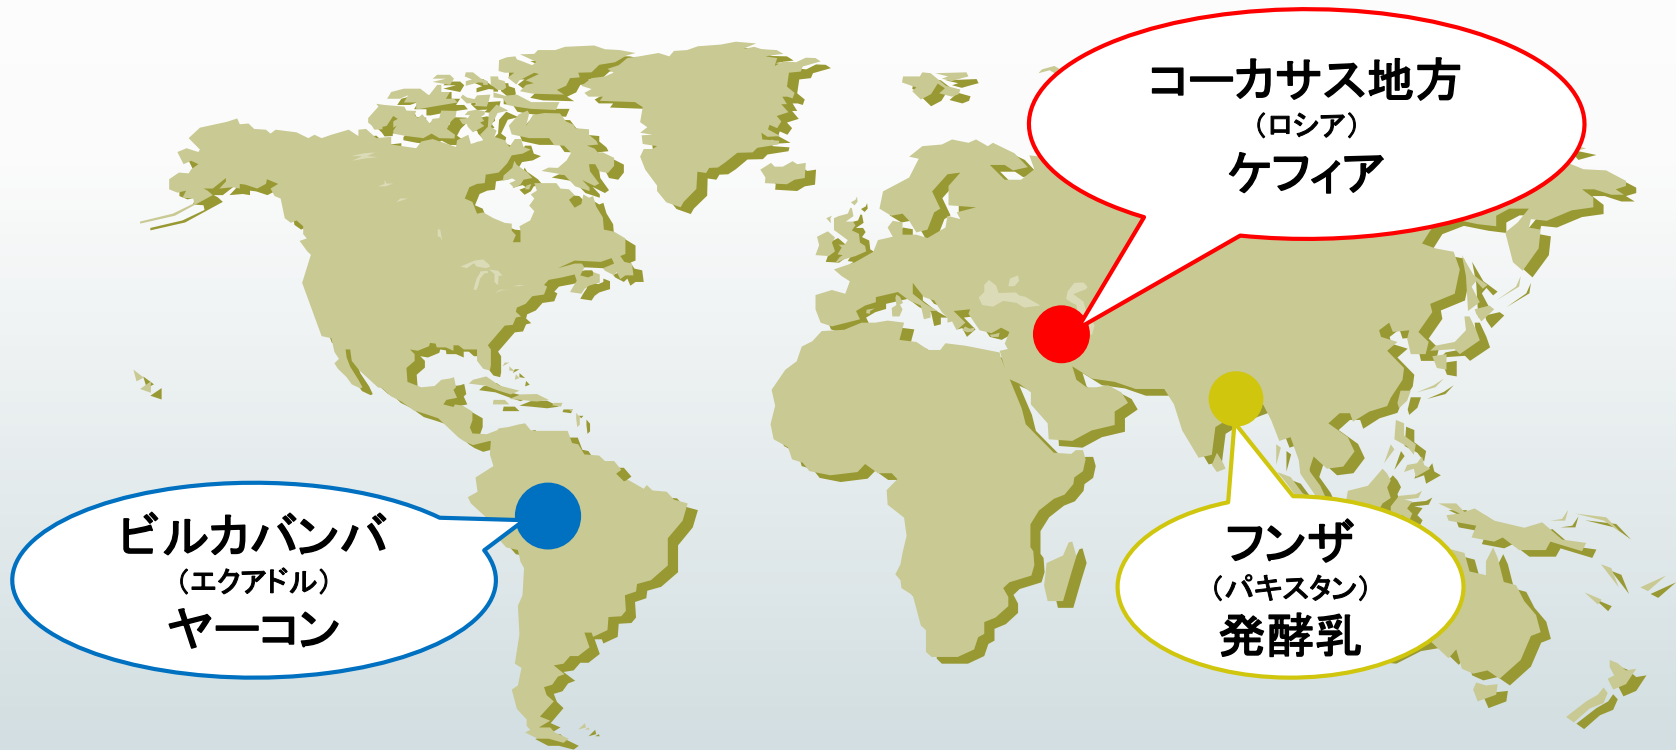 コーカサス地方
（ロシア）
ケフィア
ビルカバンバ
（エクアドル）
ヤーコン
フンザ
（パキスタン）
発酵乳